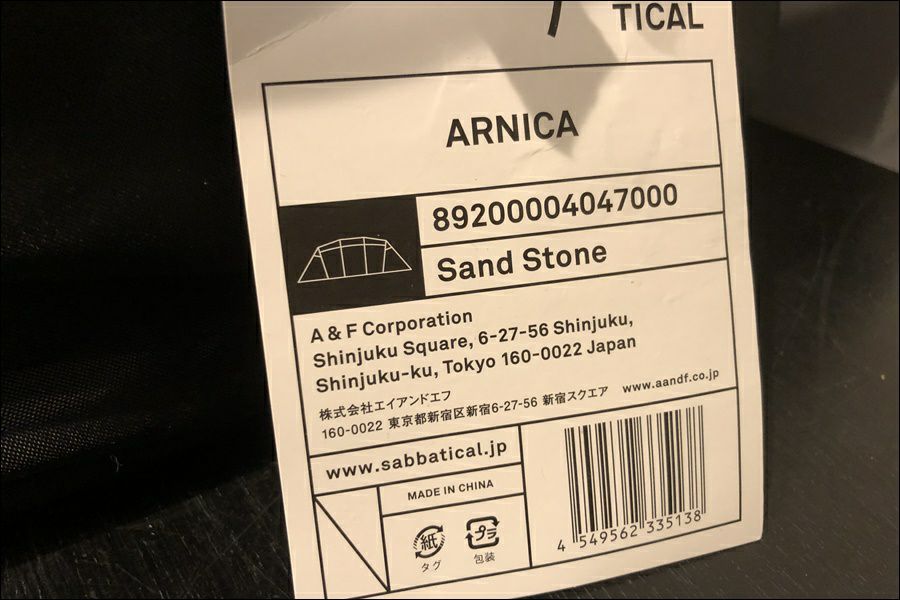 TICAL
ARNICA
89200004047000
Sand Stone
A & F Corporation
Shinjuku Square, 6-27-56 Shinjuku,
Shinjuku-ku, Tokyo 160-0022 Japan
株式会社エイアンドエフ
160-0022 東京都新宿区新宿6-27-56 新宿スクエア www.aandf.co.jp
www.sabbatical.jp
MADE IN CHINA
紙 プラ
タグ 包装
4 549562 335138